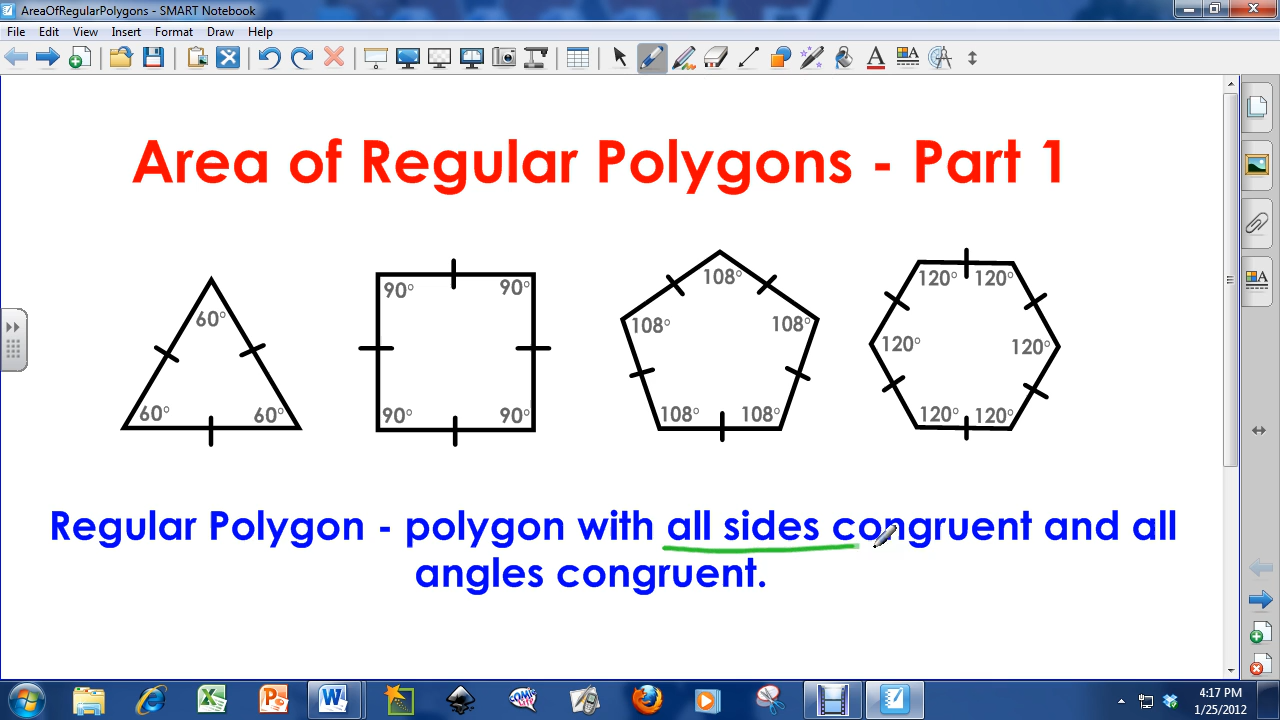 AreaOfRegularPolygons - SMART Notebook
File Edit View Insert Format Draw Help
Area of Regular Polygons - Part 1
60° 60° 60°
90° 90° 90° 90°
108° 108° 108° 108° 108°
120° 120° 120° 120° 120° 120°
Regular Polygon - polygon with all sides congruent and all
angles congruent.
4:17 PM
1/25/2012